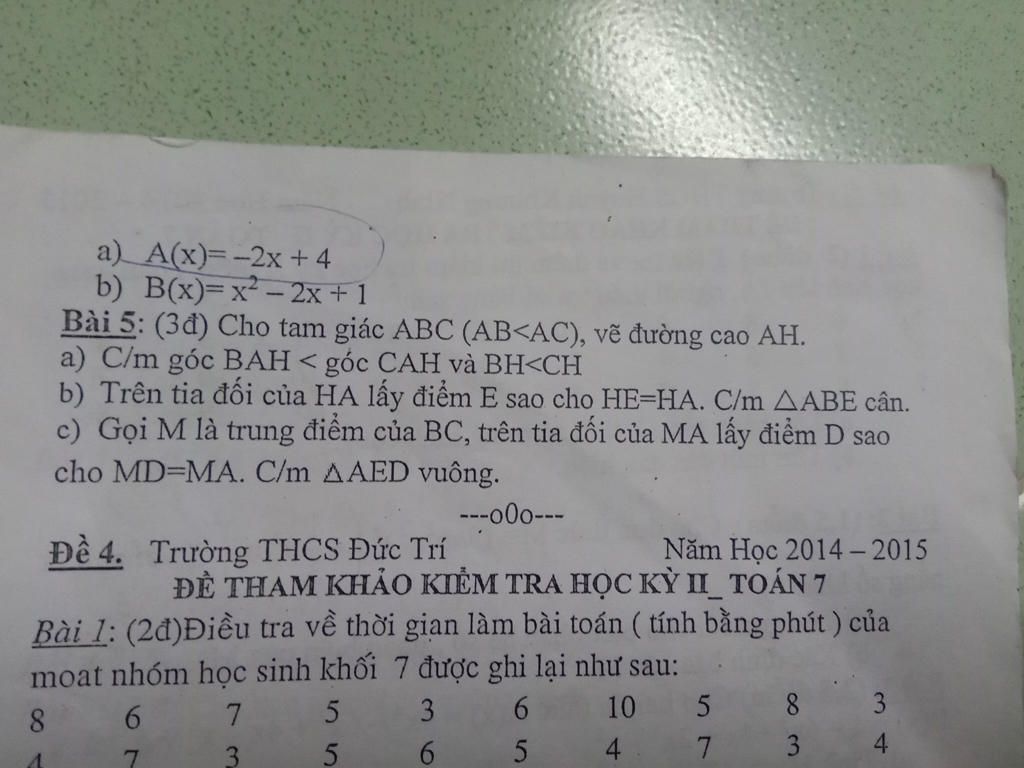 a) A(x)= –2x + 4
b) B(x)= x² – 2x + 1
Bài 5: (3đ) Cho tam giác ABC (AB<AC), vẽ đường cao AH.
a) C/m góc BAH < góc CAH và BH<CH
b) Trên tia đối của HA lấy điểm E sao cho HE=HA. C/m △ABE cân.
c) Gọi M là trung điểm của BC, trên tia đối của MA lấy điểm D sao
cho MD=MA. C/m △AED vuông.
---o0o---
Đề 4. Trường THCS Đức Trí Năm Học 2014 – 2015
ĐỀ THAM KHẢO KIỂM TRA HỌC KỲ II_ TOÁN 7
Bài 1: (2đ)Điều tra về thời gian làm bài toán ( tính bằng phút ) của
moat nhóm học sinh khối 7 được ghi lại như sau:
8 6 7 5 3 6 10 5 8 3
4 7 3 5 6 5 4 7 3 4